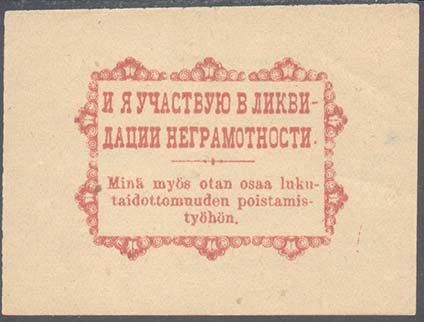 И Я УЧАСТВУЮ В ЛИКВИ-
ДАЦИИ НЕГРАМОТНОСТИ.
Minä myös otan osaa luku-
taidottomuuden poistamis-
työhön.